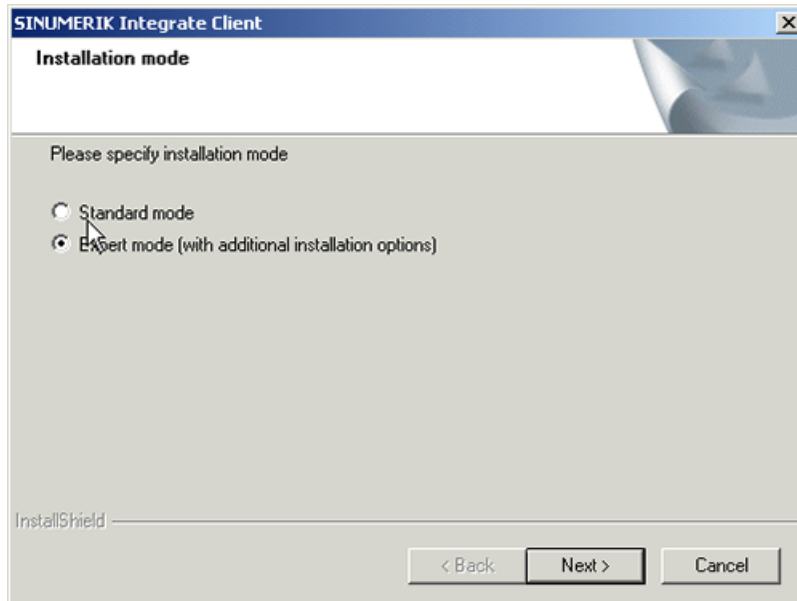 SINUMERIK Integrate Client
Installation mode
Please specify installation mode
Standard mode
Expert mode (with additional installation options)
InstallShield
< Back
Next >
Cancel